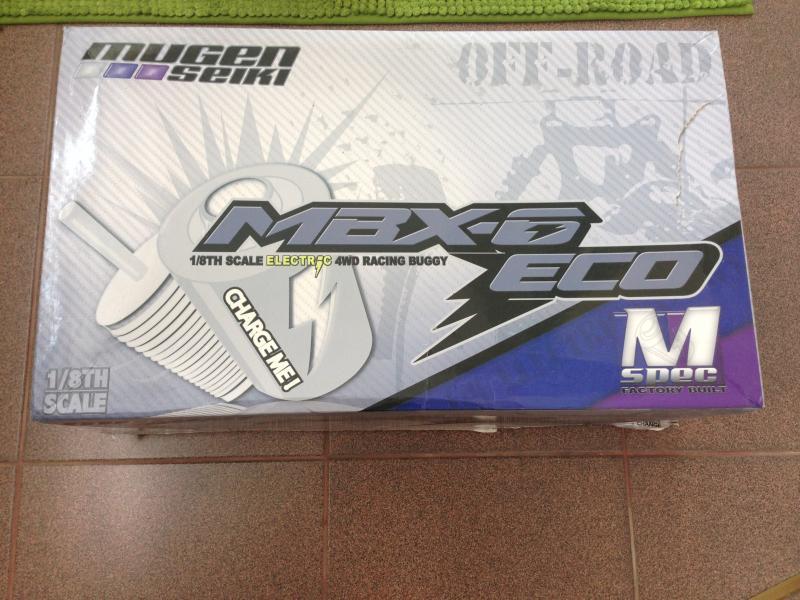 MUGEN
SEIKI
OFF-ROAD
MBX-6
1/8TH SCALE ELECTRIC 4WD RACING BUGGY
ECO
CHARGE ME!
M
spec
FACTORY BUILT
1/8TH
SCALE